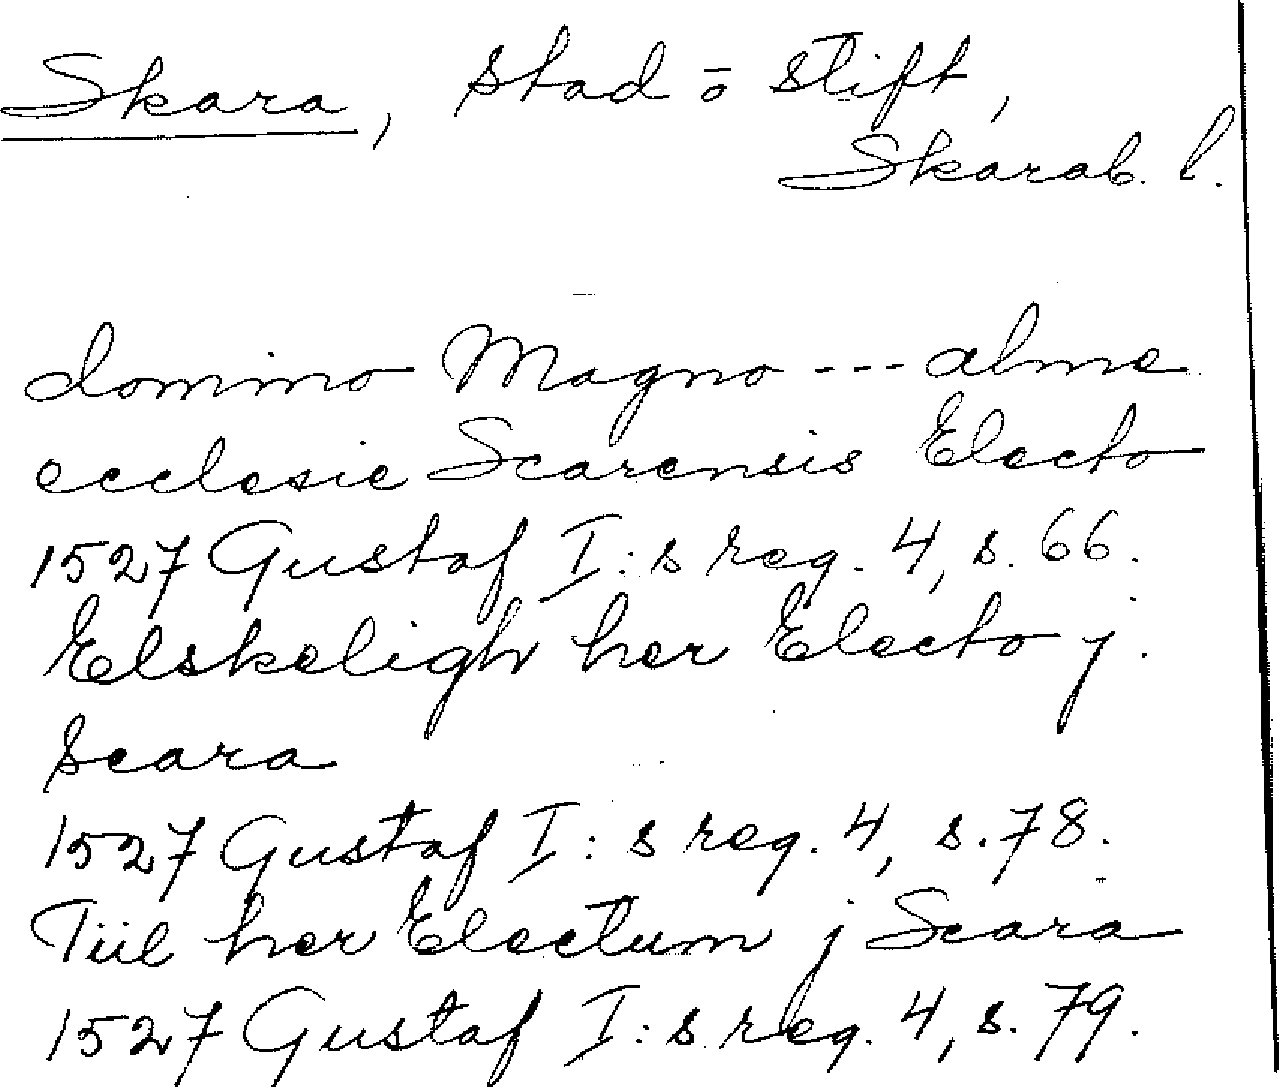 Skara, stad o stift,
Skarab. l.
domino Magno --- alme
ecclesie Scarensis Electo
1527 Gustaf I:s reg. 4, s. 66.
Elskeligh her Electo j
Scara
1527 Gustaf I:s reg. 4, s. 78.
Tiil her Electum j Scara
1527 Gustaf I:s reg. 4, s. 79.